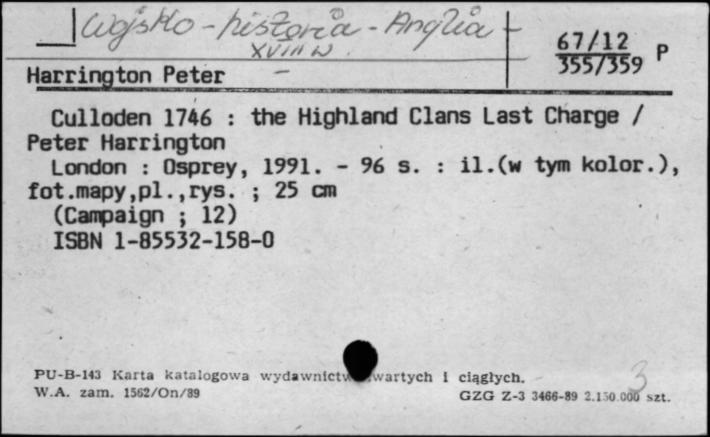 Wojsko - historia - Anglia -
XVIII w.
67/12
355/359 P
Harrington Peter
Culloden 1746 : the Highland Clans Last Charge /
Peter Harrington
London : Osprey, 1991. - 96 s. : il.(w tym kolor.),
fot.mapy,pl.,rys. ; 25 cm
(Campaign ; 12)
ISBN 1-85532-158-0
PU-B-143 Karta katalogowa wydawnictw zwartych i ciągłych.
W.A. zam. 1562/On/89
GZG Z-3 3466-89 2.150.000 szt.
3